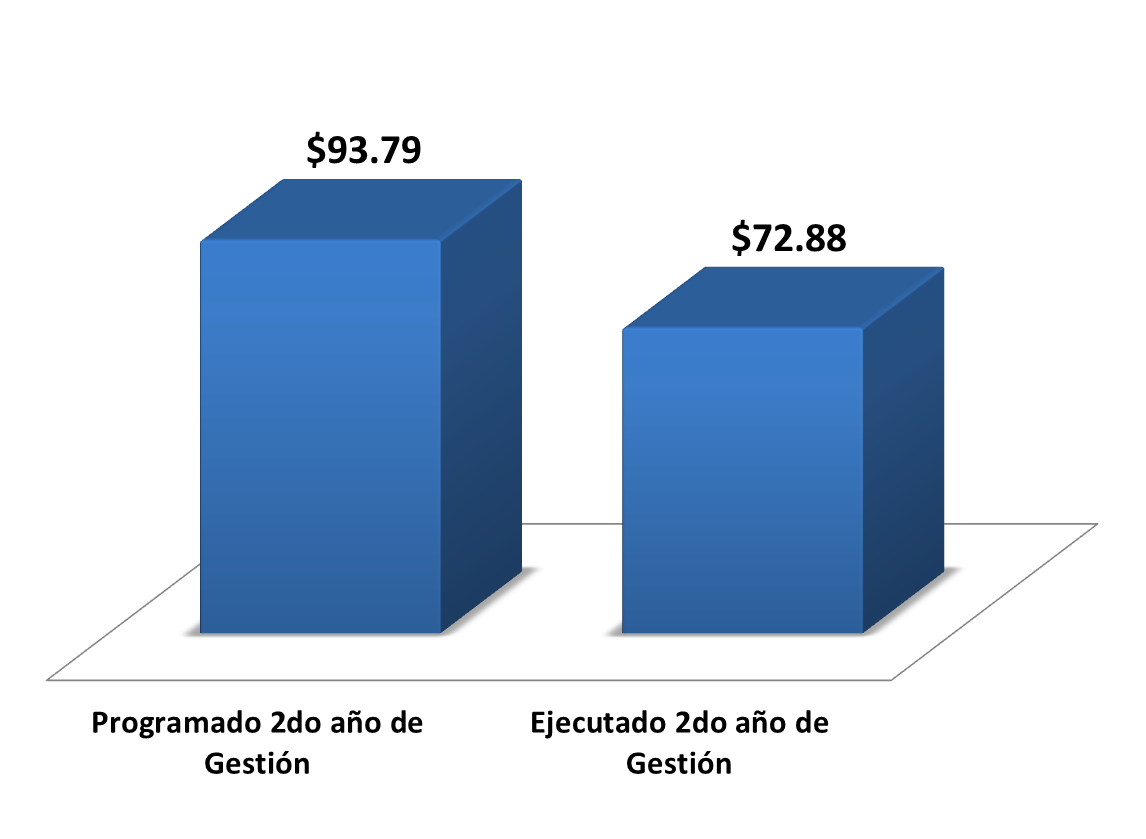 $93.79
$72.88
Programado 2do año de
Gestión
Ejecutado 2do año de
Gestión